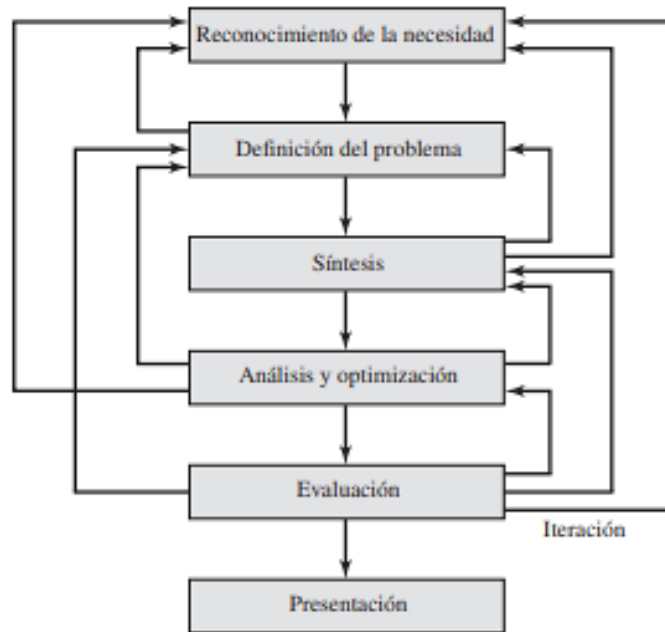 Reconocimiento de la necesidad
Definición del problema
Síntesis
Análisis y optimización
Evaluación
Iteración
Presentación